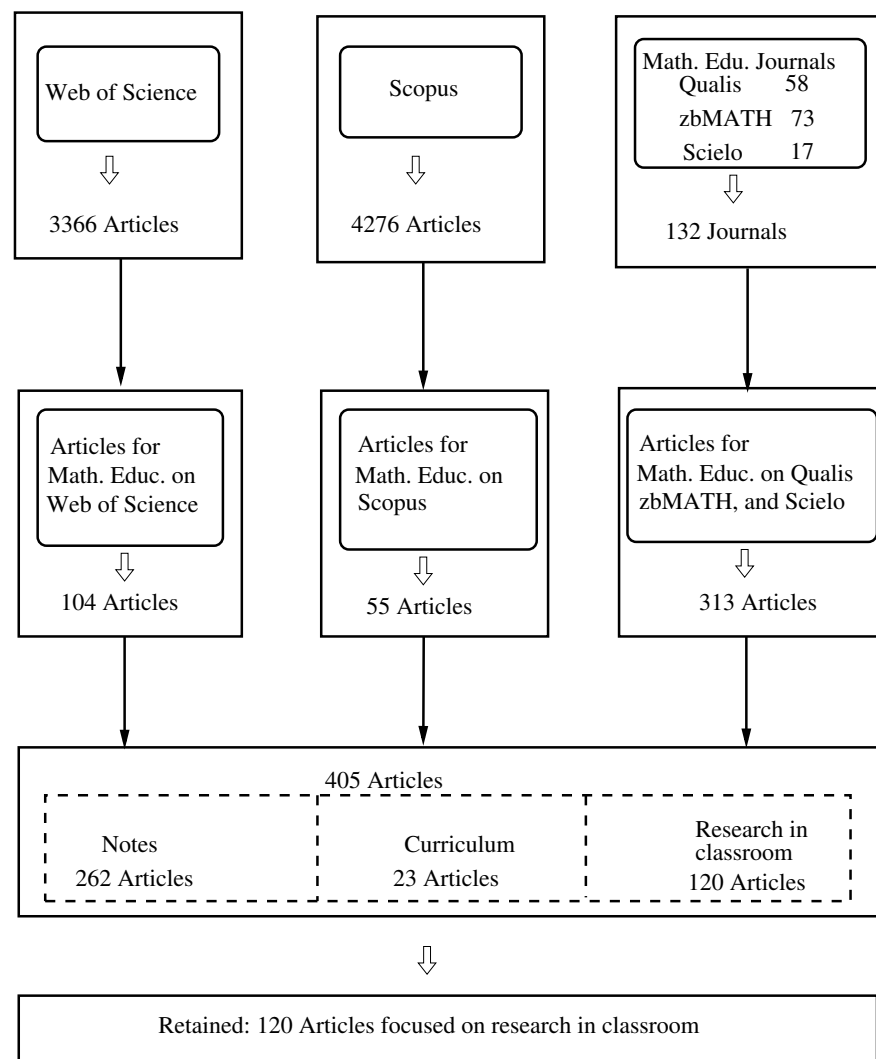 Web of Science
3366 Articles
Scopus
4276 Articles
Math. Edu. Journals
Qualis 58
zbMATH 73
Scielo 17
132 Journals
Articles for
Math. Educ. on
Web of Science
104 Articles
Articles for
Math. Educ. on
Scopus
55 Articles
Articles for
Math. Educ. on Qualis
zbMATH, and Scielo
313 Articles
405 Articles
Notes
262 Articles
Curriculum
23 Articles
Research in
classroom
120 Articles
Retained: 120 Articles focused on research in classroom